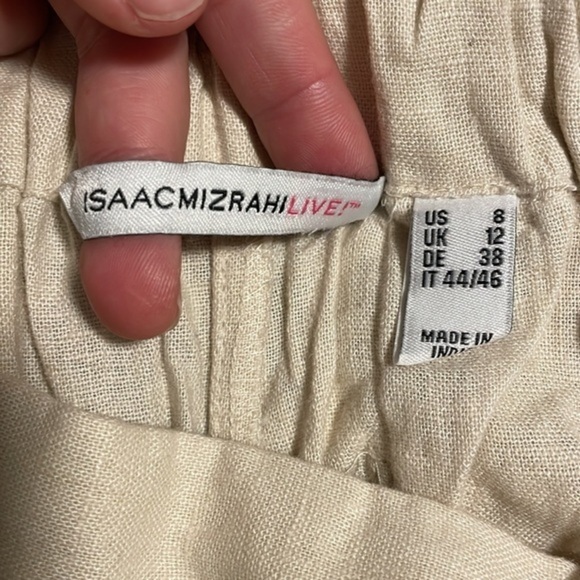 ISAACMIZRAHILIVE!™
US 8
UK 12
DE 38
IT 44/46
MADE IN